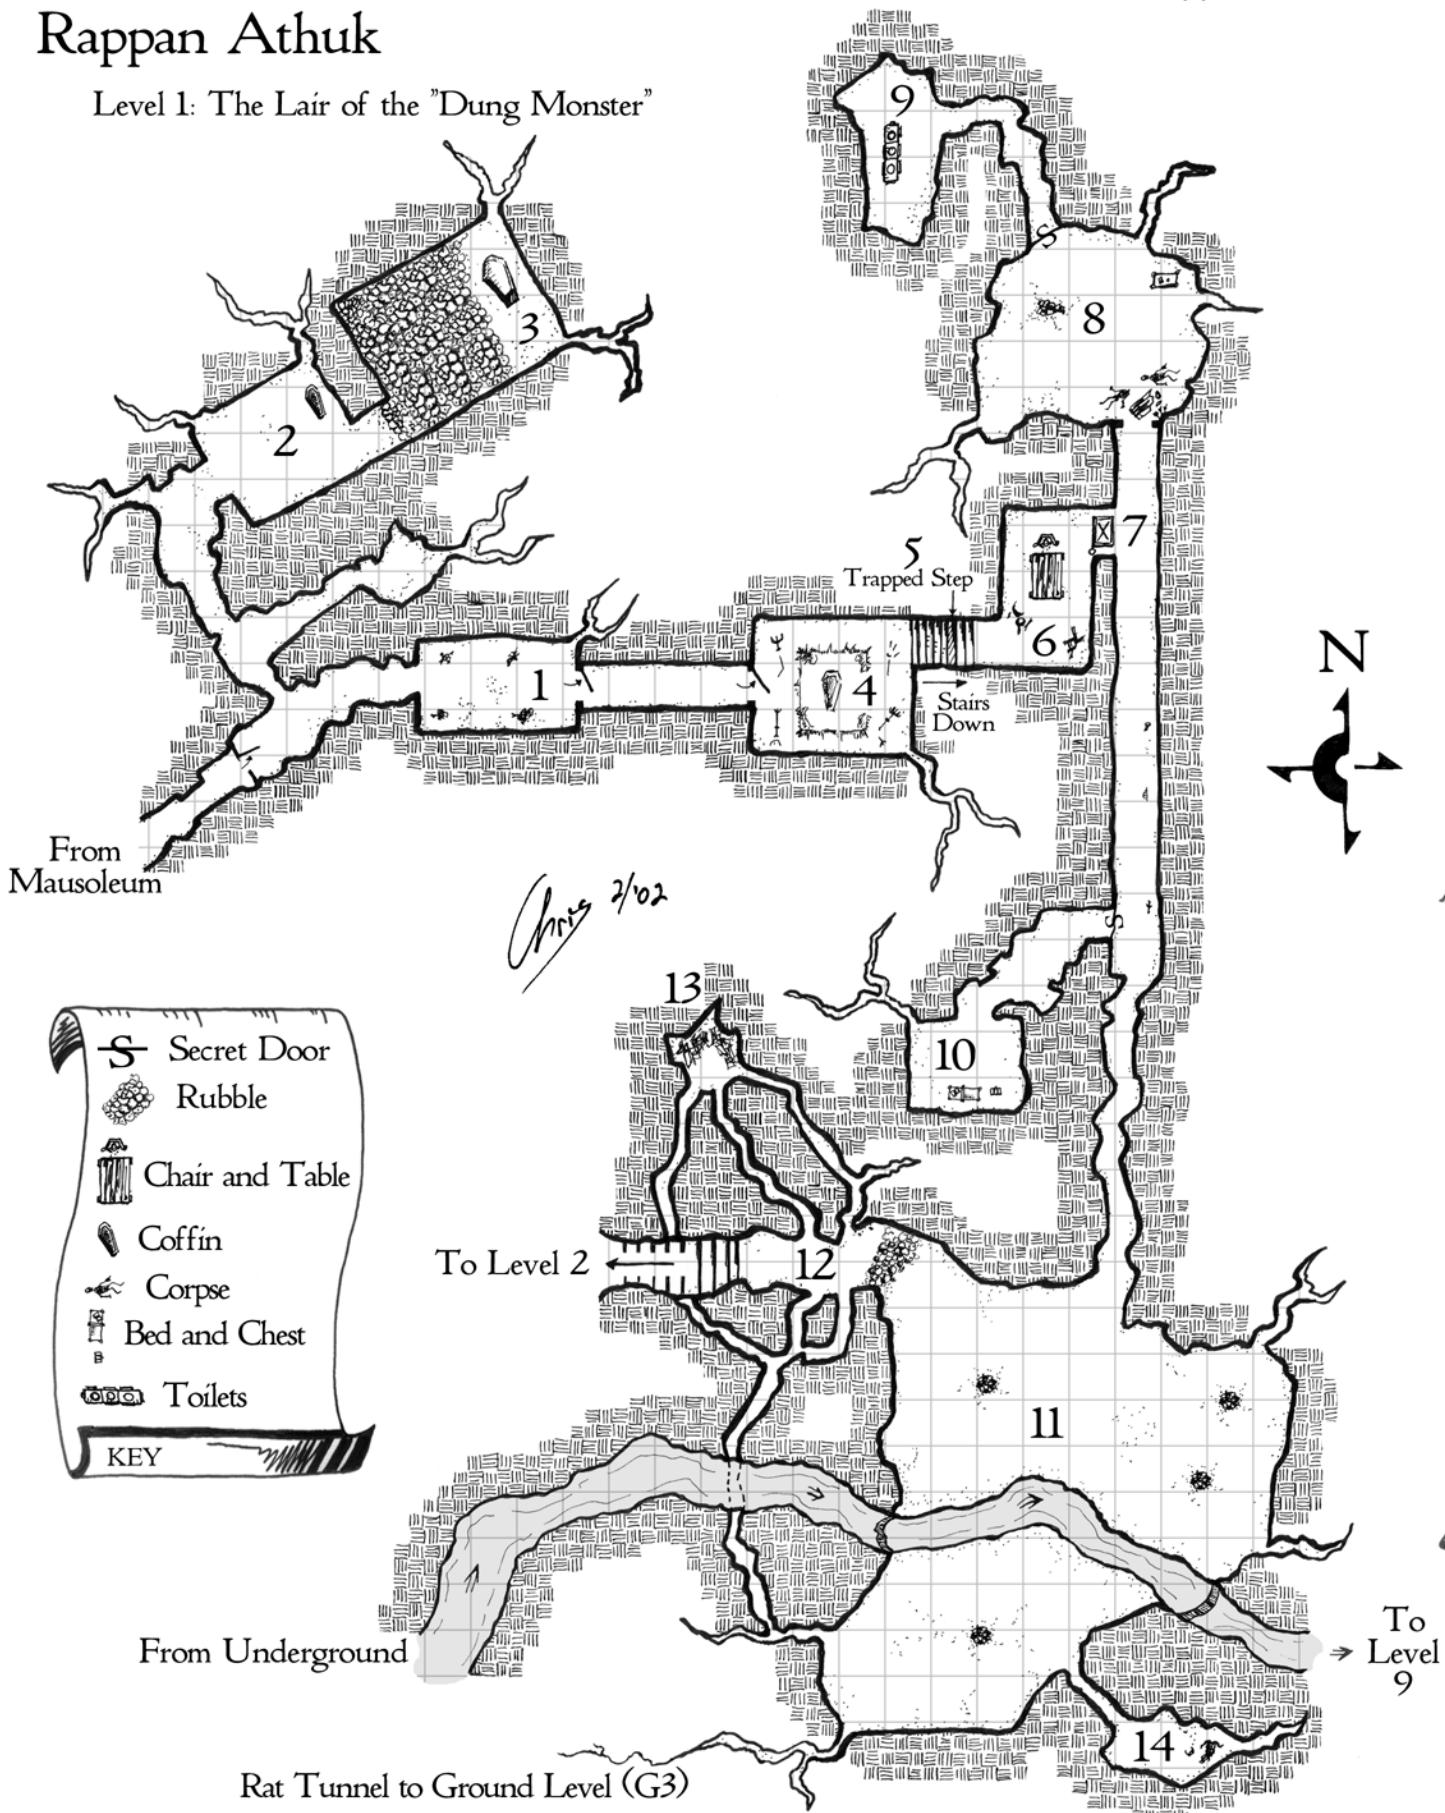 Rappan Athuk
Level 1: The Lair of the "Dung Monster"
9
S
8
3
2
7
5
Trapped Step
6
1
4
Stairs
Down
N
From
Mausoleum
Chris 2/'02
S
13
10
S Secret Door
Rubble
Chair and Table
Coffin
Corpse
Bed and Chest
Toilets
KEY
To Level 2
12
11
From Underground
To
Level
9
14
Rat Tunnel to Ground Level (G3)